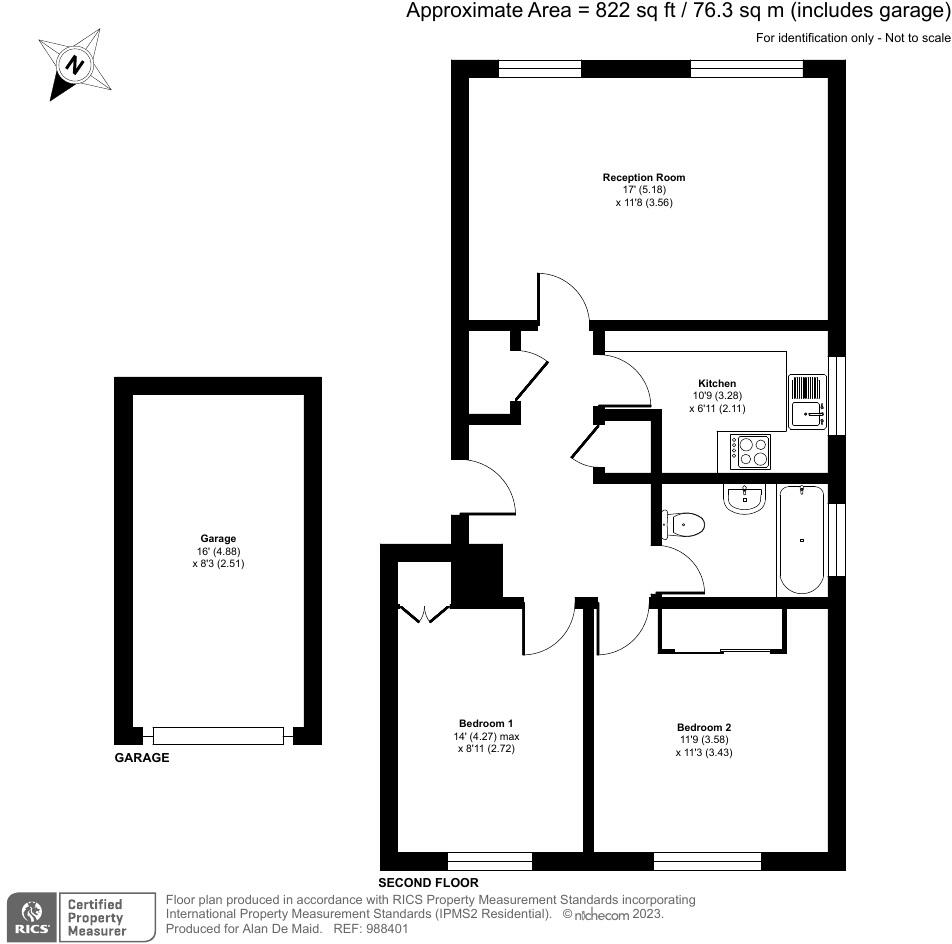 Approximate Area = 822 sq ft / 76.3 sq m (includes garage)
For identification only - Not to scale
N
Reception Room
17' (5.18)
x 11'8 (3.56)
Kitchen
10'9 (3.28)
x 6'11 (2.11)
Garage
16' (4.88)
x 8'3 (2.51)
Bedroom 1
14' (4.27) max
x 8'11 (2.72)
Bedroom 2
11'9 (3.58)
x 11'3 (3.43)
GARAGE
SECOND FLOOR
RICS
Certified
Property
Measurer
Floor plan produced in accordance with RICS Property Measurement Standards incorporating
International Property Measurement Standards (IPMS2 Residential). © nichecom 2023.
Produced for Alan De Maid. REF: 988401